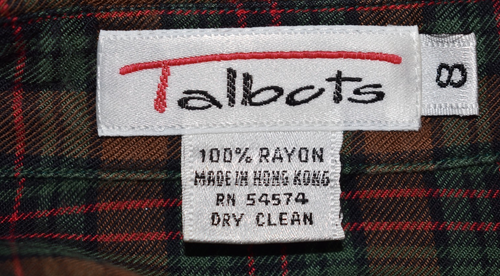 Talbots
8
100% RAYON
MADE IN HONG KONG
RN 54574
DRY CLEAN